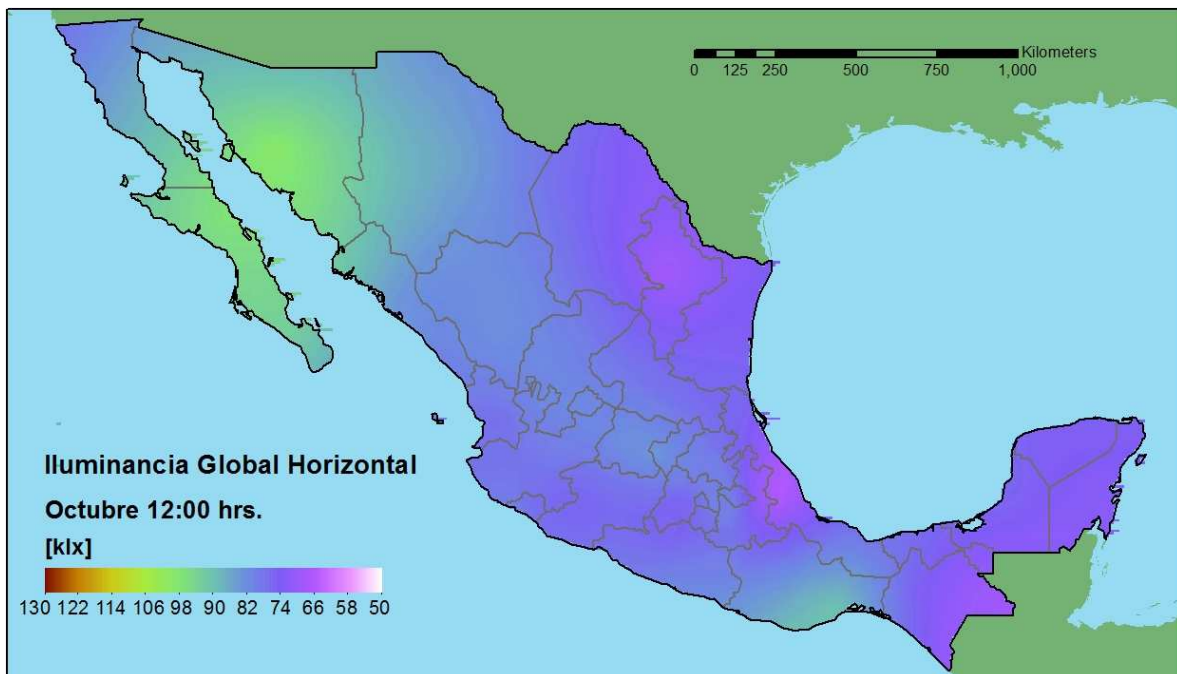 Kilometers
0 125 250 500 750 1,000
Iluminancia Global Horizontal
Octubre 12:00 hrs.
[klx]
130 122 114 106 98 90 82 74 66 58 50